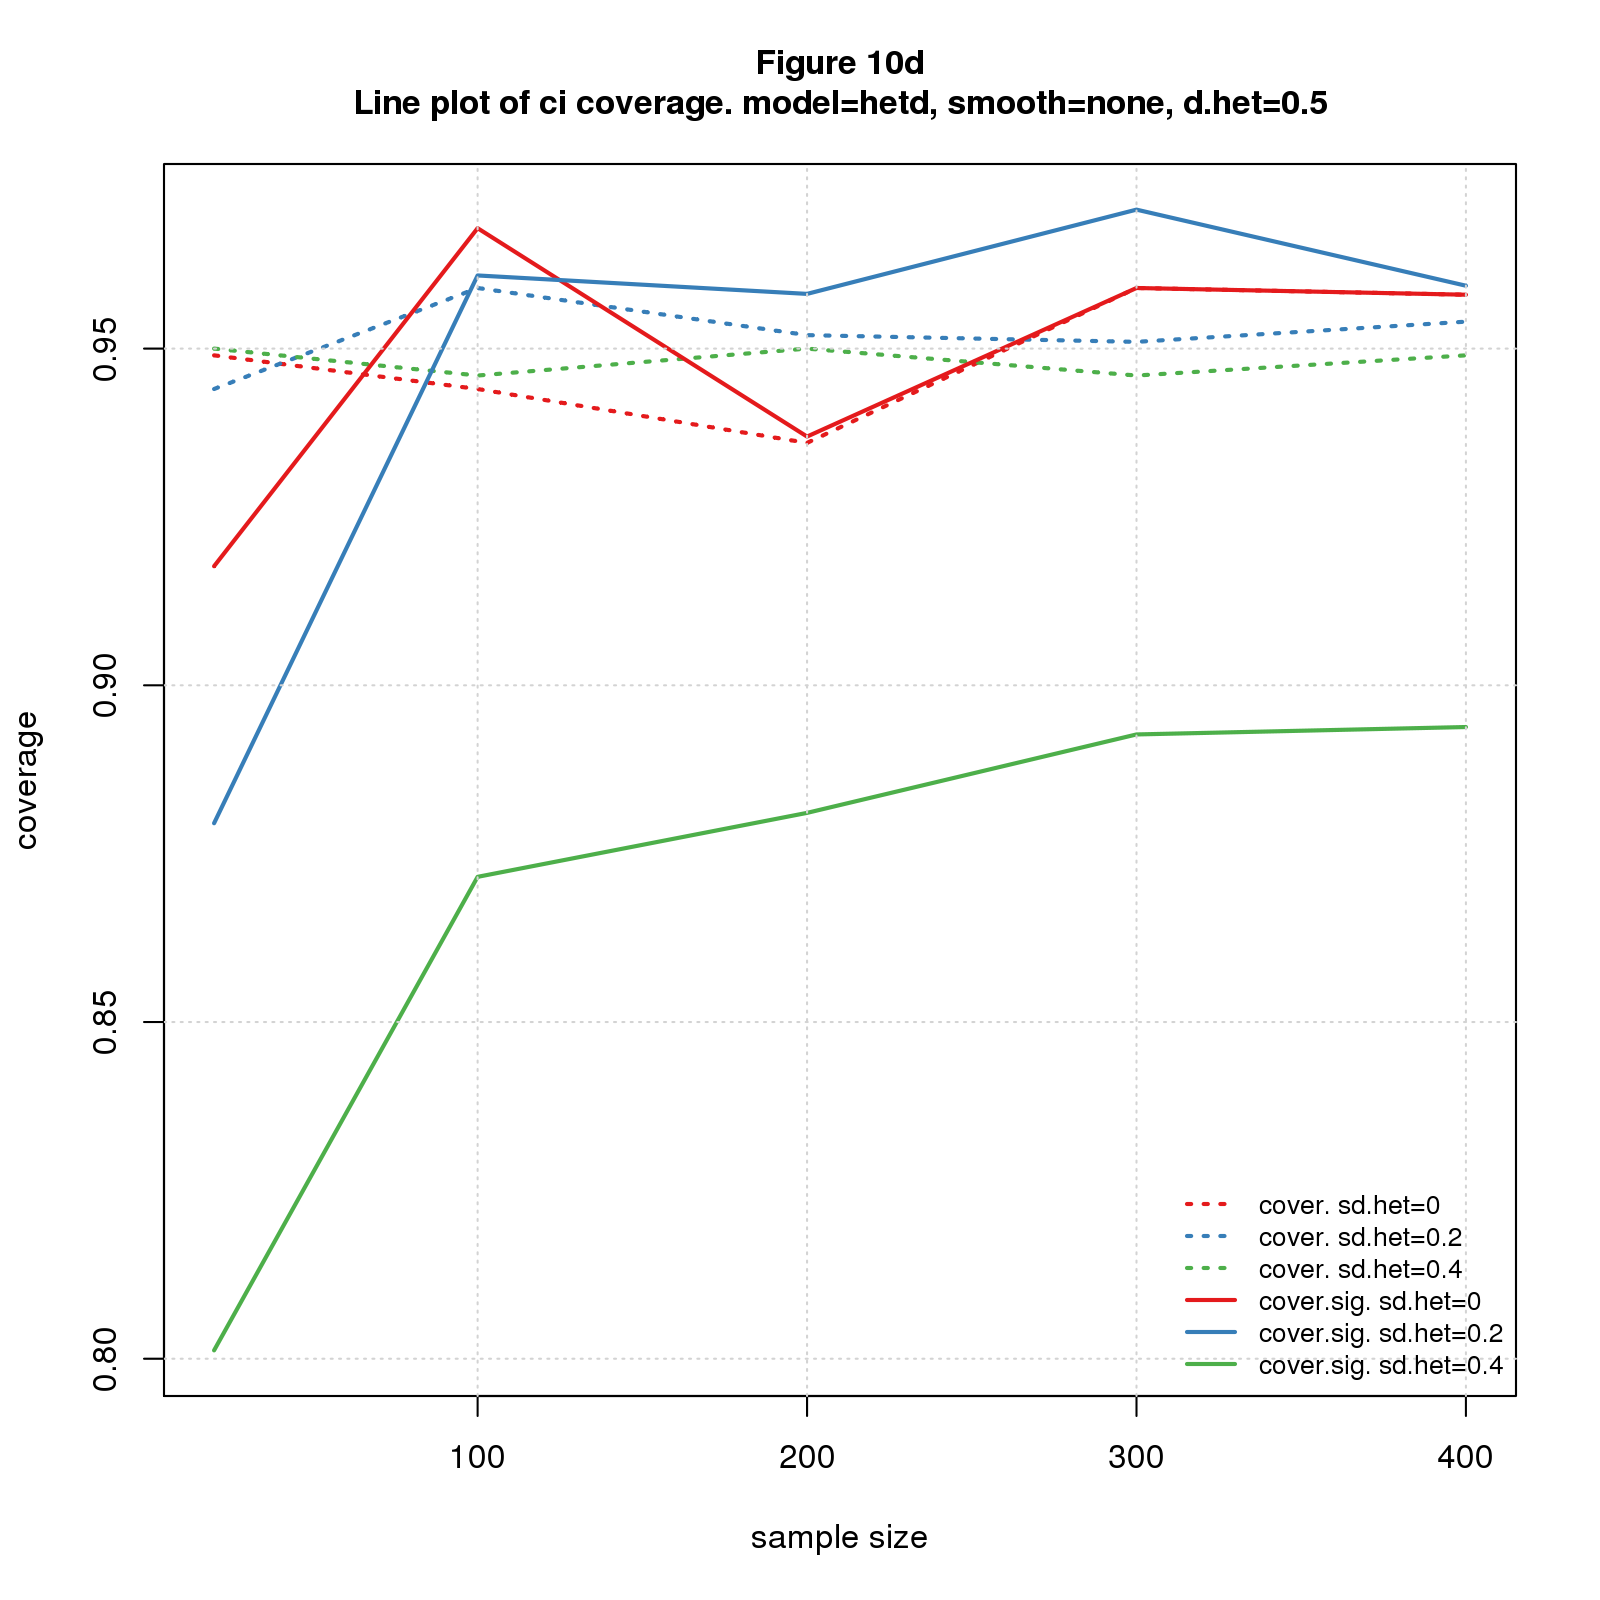 Figure 10d
Line plot of ci coverage. model=hetd, smooth=none, d.het=0.5
coverage
0.95
0.90
0.85
0.80
cover. sd.het=0
cover. sd.het=0.2
cover. sd.het=0.4
cover.sig. sd.het=0
cover.sig. sd.het=0.2
cover.sig. sd.het=0.4
100 200 300 400
sample size